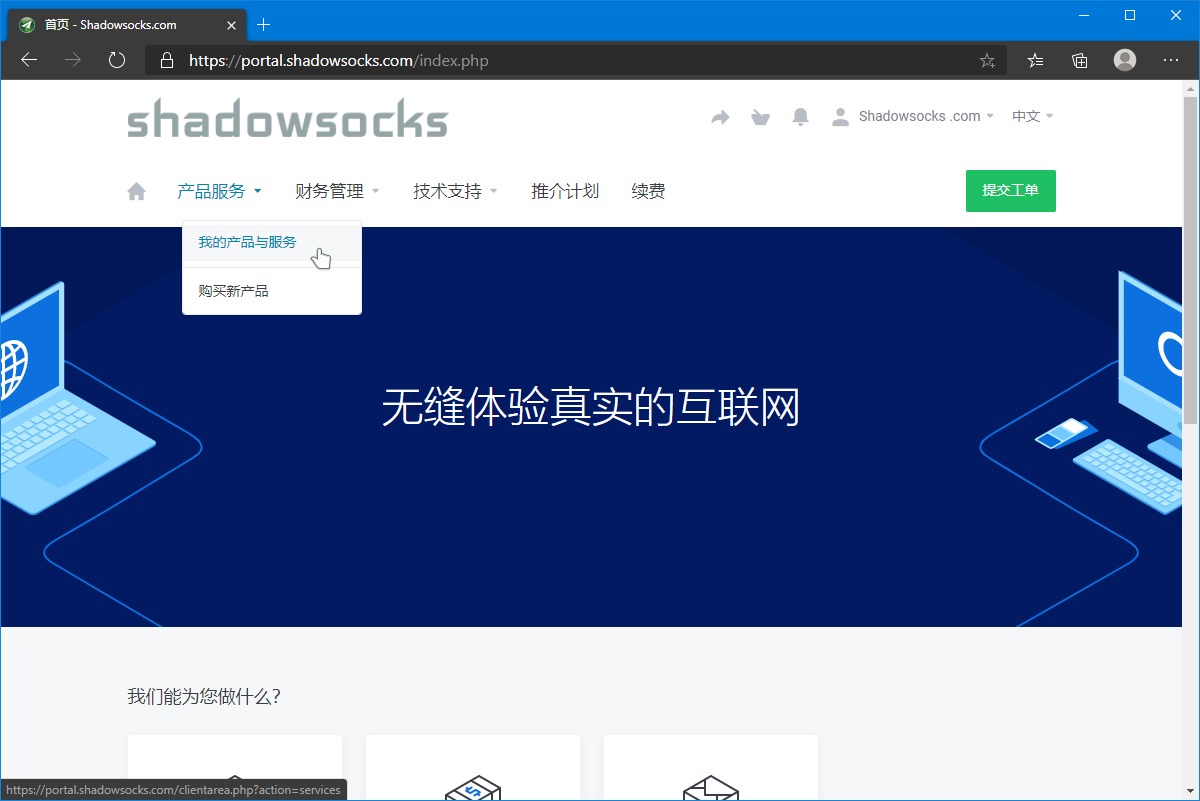 首页 - Shadowsocks.com
https://portal.shadowsocks.com/index.php
shadowsocks
Shadowsocks .com
中文
产品服务
财务管理
技术支持
推介计划
续费
提交工单
我的产品与服务
购买新产品
无缝体验真实的互联网
我们能为您做什么?
https://portal.shadowsocks.com/clientarea.php?action=services